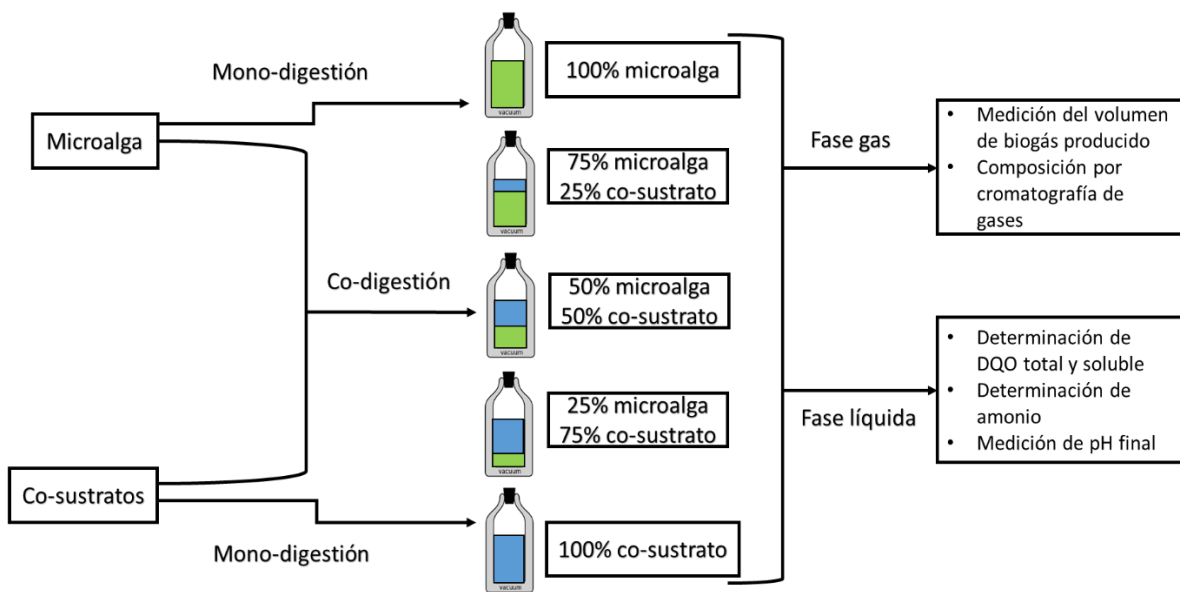 Mono-digestión
Microalga
Co-digestión
Co-sustratos
Mono-digestión
vacuum
100% microalga
vacuum
75% microalga
25% co-sustrato
vacuum
50% microalga
50% co-sustrato
vacuum
25% microalga
75% co-sustrato
vacuum
100% co-sustrato
Fase gas
• Medición del volumen
de biogás producido
• Composición por
cromatografía de
gases
Fase líquida
• Determinación de
DQO total y soluble
• Determinación de
amonio
• Medición de pH final